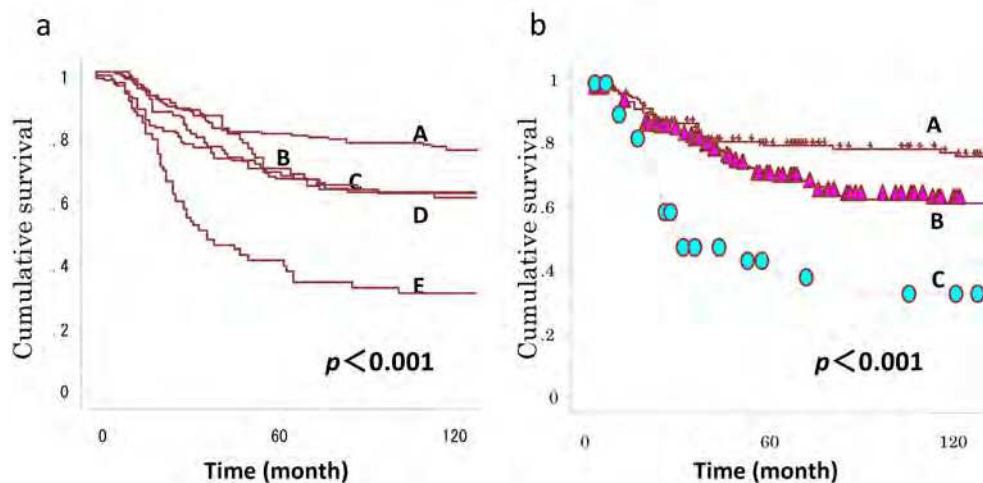 a
Cumulative survival
1
.8
.6
.4
.2
0
A
B
C
D
E
p<0.001
0 60 120
Time (month)
b
Cumulative survival
1
.8
.6
.4
.2
0
A
B
C
p<0.001
0 60 120
Time (month)